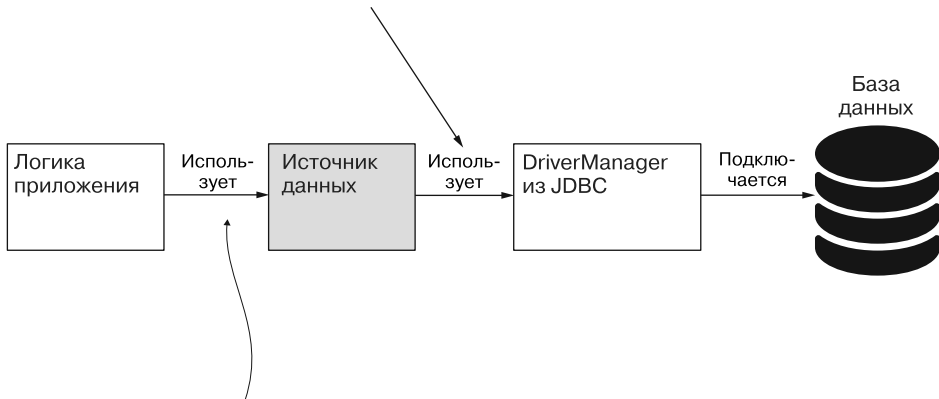 База
данных
Логика
приложения
Исполь-
зует
Источник
данных
Исполь-
зует
DriverManager
из JDBC
Подклю-
чается